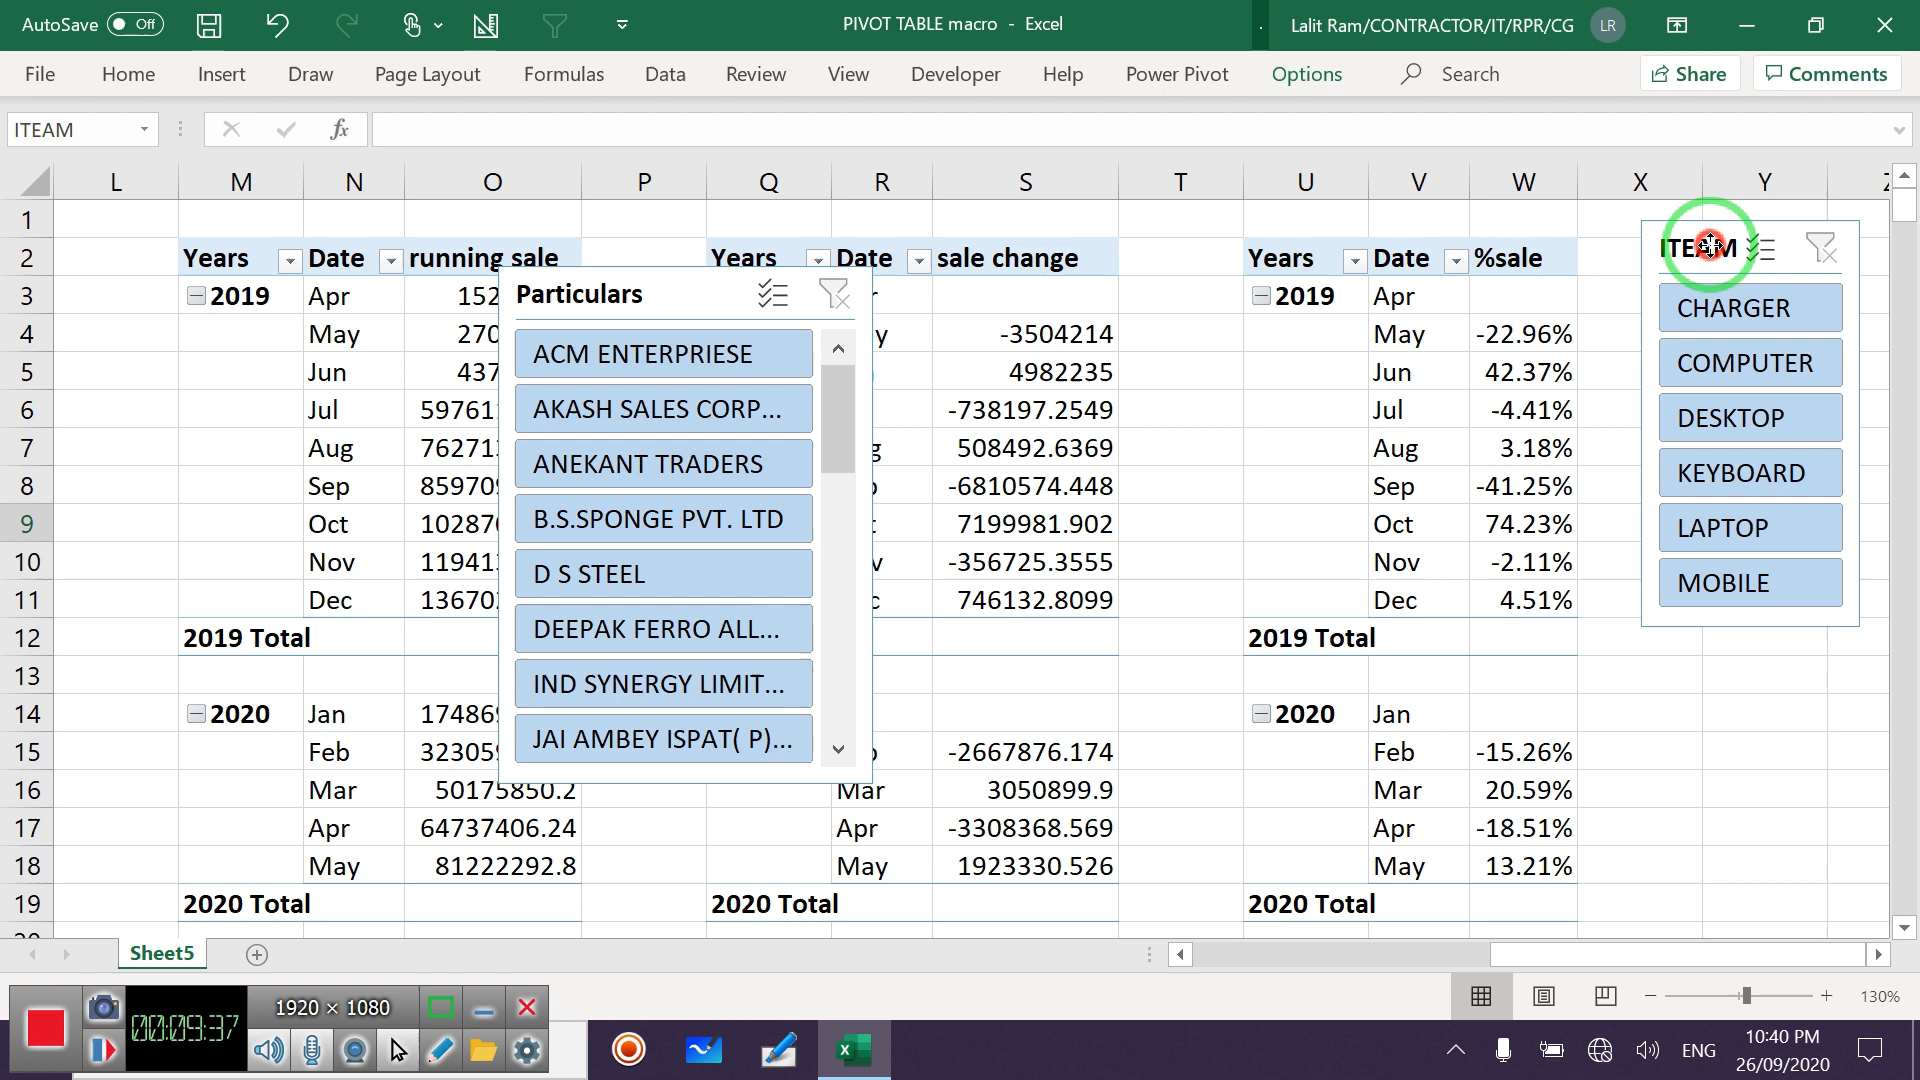 AutoSave Off
PIVOT TABLE macro - Excel
Lalit Ram/CONTRACTOR/IT/RPR/CG LR
File Home Insert Draw Page Layout Formulas Data Review View Developer Help Power Pivot Options Search Share Comments
ITEAM fx
L M N O P Q R S T U V W X Y
1
2 Years Date running sale Years Date sale change Years Date %sale
3 2019 Apr 152 2019 Apr
4 May 270 -3504214 May -22.96%
5 Jun 437 4982235 Jun 42.37%
6 Jul -738197.2549 Jul -4.41%
7 Aug 508492.6369 Aug 3.18%
8 Sep -6810574.448 Sep -41.25%
9 Oct 7199981.902 Oct 74.23%
10 Nov -356725.3555 Nov -2.11%
11 Dec 746132.8099 Dec 4.51%
12 2019 Total 2019 Total
13
14 2020 Jan 2020 Jan
15 Feb -2667876.174 Feb -15.26%
16 Mar 50175850.2 Mar 3050899.9 Mar 20.59%
17 Apr 64737406.24 Apr -3308368.569 Apr -18.51%
18 May 81222292.8 May 1923330.526 May 13.21%
19 2020 Total 2020 Total 2020 Total
Particulars
ACM ENTERPRIESE
AKASH SALES CORP...
ANEKANT TRADERS
B.S.SPONGE PVT. LTD
D S STEEL
DEEPAK FERRO ALL...
IND SYNERGY LIMIT...
JAI AMBEY ISPAT( P)...
ITEAM
CHARGER
COMPUTER
DESKTOP
KEYBOARD
LAPTOP
MOBILE
Sheet5
130%
1920 × 1080
00:09:37
ENG
10:40 PM
26/09/2020